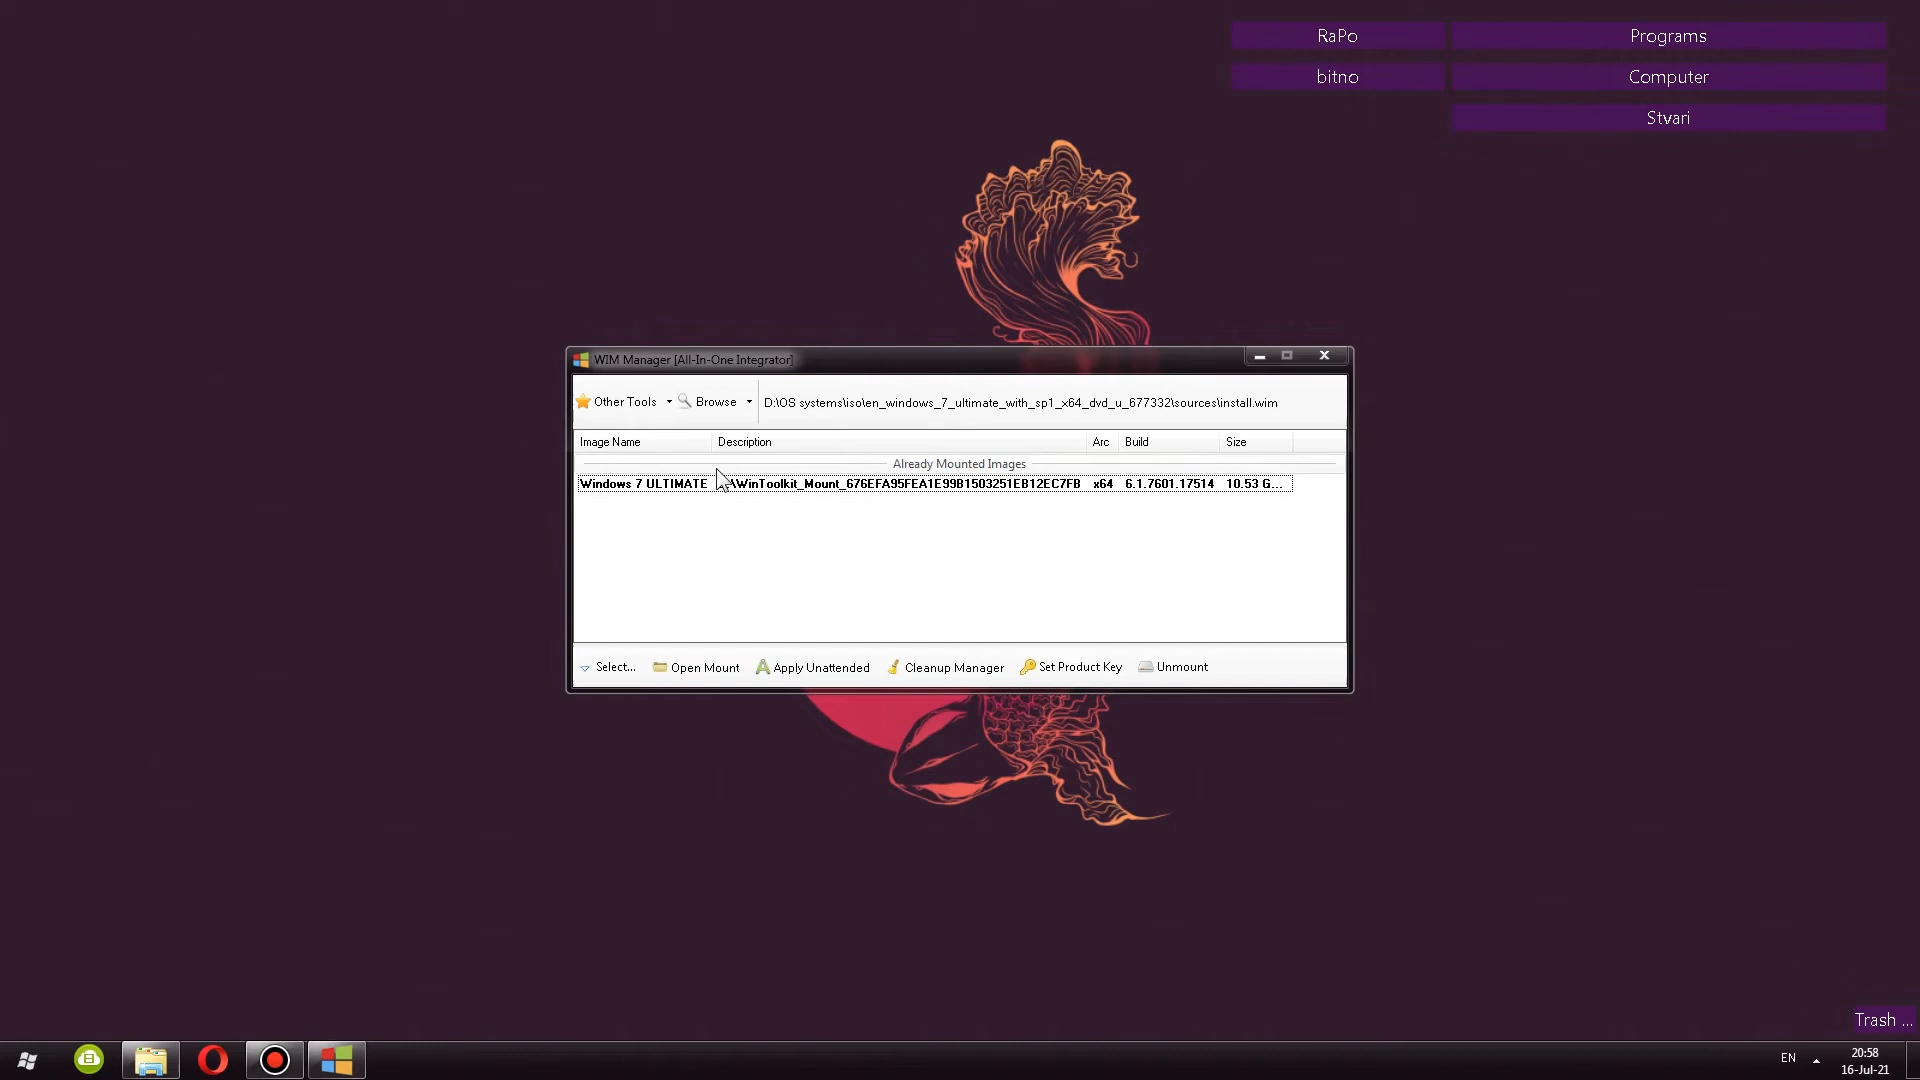 RaPo
Programs
bitno
Computer
Stvari
WIM Manager [All-In-One Integrator]
Other Tools
Browse
D:\OS systems\iso\en_windows_7_ultimate_with_sp1_x64_dvd_u_677332\sources\install.wim
Image Name
Description
Arc
Build
Size
Already Mounted Images
Windows 7 ULTIMATE
\WinToolkit_Mount_676EFA95FEA1E99B1503251EB12EC7FB
x64
6.1.7601.17514
10.53 G...
Select...
Open Mount
Apply Unattended
Cleanup Manager
Set Product Key
Unmount
Trash ...
EN
20:58
16-Jul-21